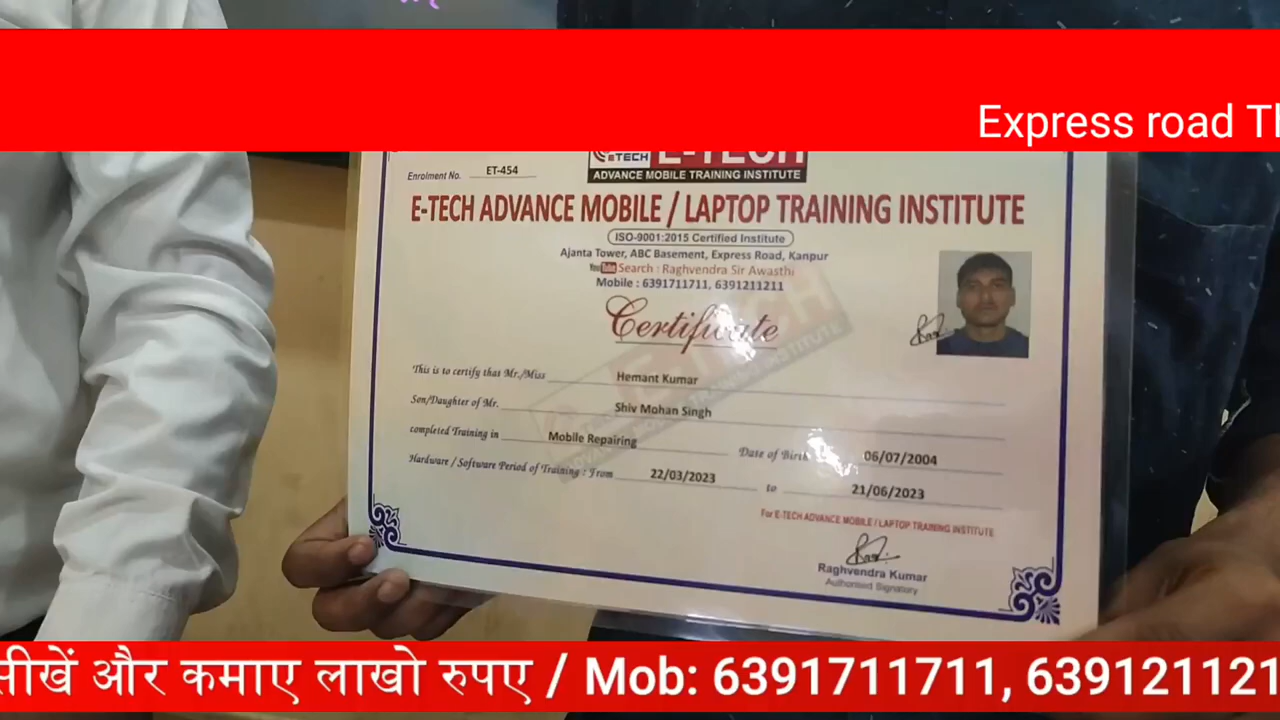 Express road Th
ETECH E-TECH
ADVANCE MOBILE TRAINING INSTITUTE
Enrolment No. ET-454
E-TECH ADVANCE MOBILE / LAPTOP TRAINING INSTITUTE
ISO-9001:2015 Certified Institute
Ajanta Tower, ABC Basement, Express Road, Kanpur
YouTube Search : Raghvendra Sir Awasthi
Mobile : 6391711711, 6391211211
Certificate
This is to certify that Mr./Miss Hemant Kumar
Son/Daughter of Mr. Shiv Mohan Singh
completed Training in Mobile Repairing Date of Birth 06/07/2004
Hardware / Software Period of Training : From 22/03/2023 to 21/06/2023
For E-TECH ADVANCE MOBILE / LAPTOP TRAINING INSTITUTE
Raghvendra Kumar
Authorised Signatory
सीखें और कमाए लाखो रुपए / Mob: 6391711711, 639121121